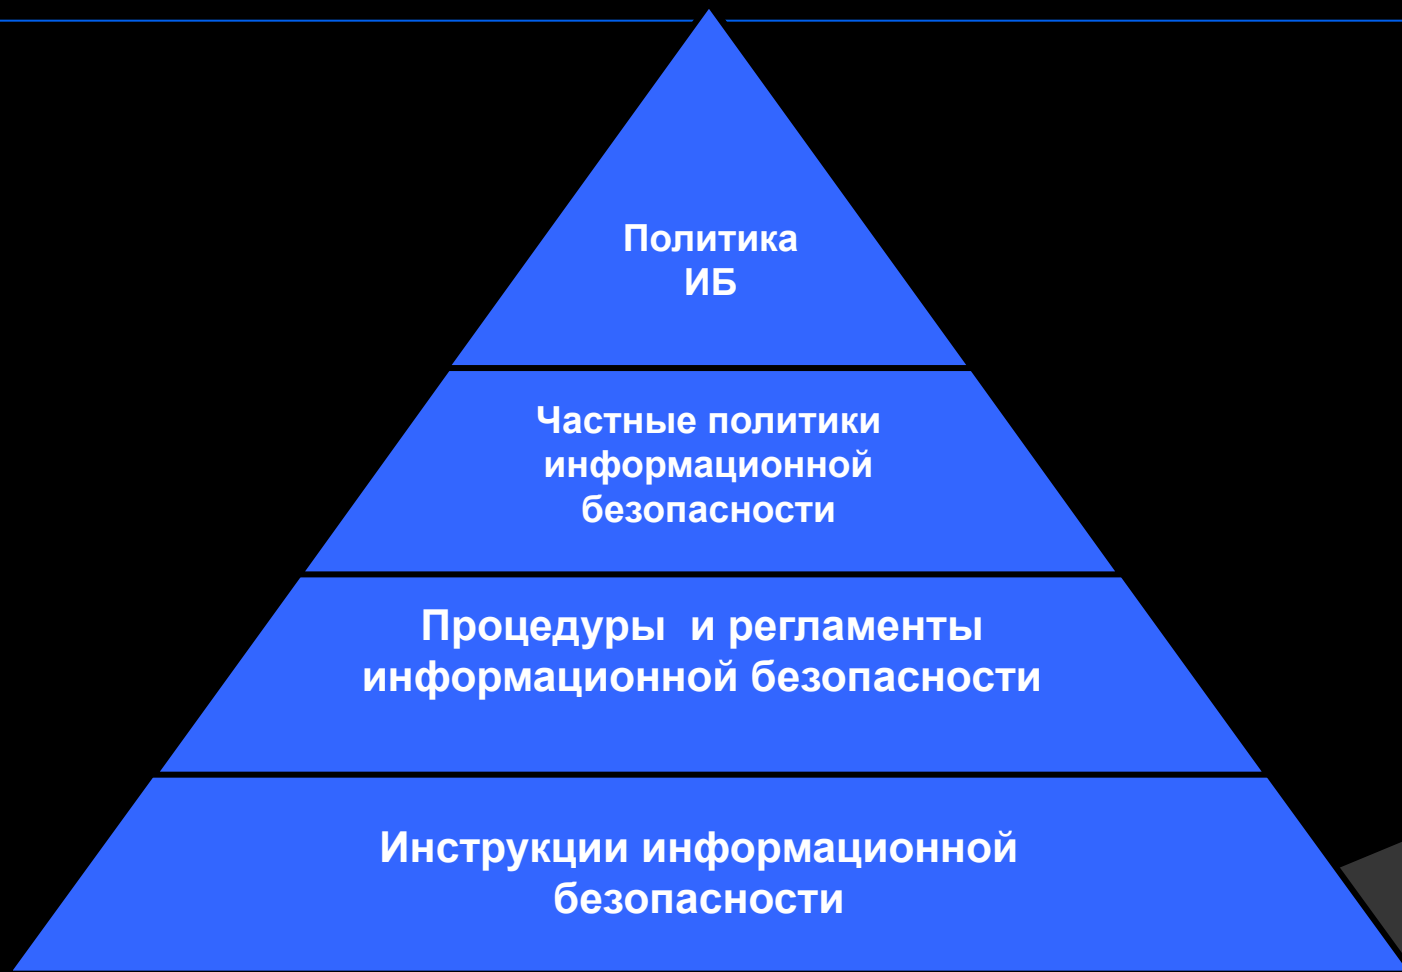 Политика
ИБ
Частные политики
информационной
безопасности
Процедуры  и регламенты
информационной безопасности
Инструкции информационной
безопасности